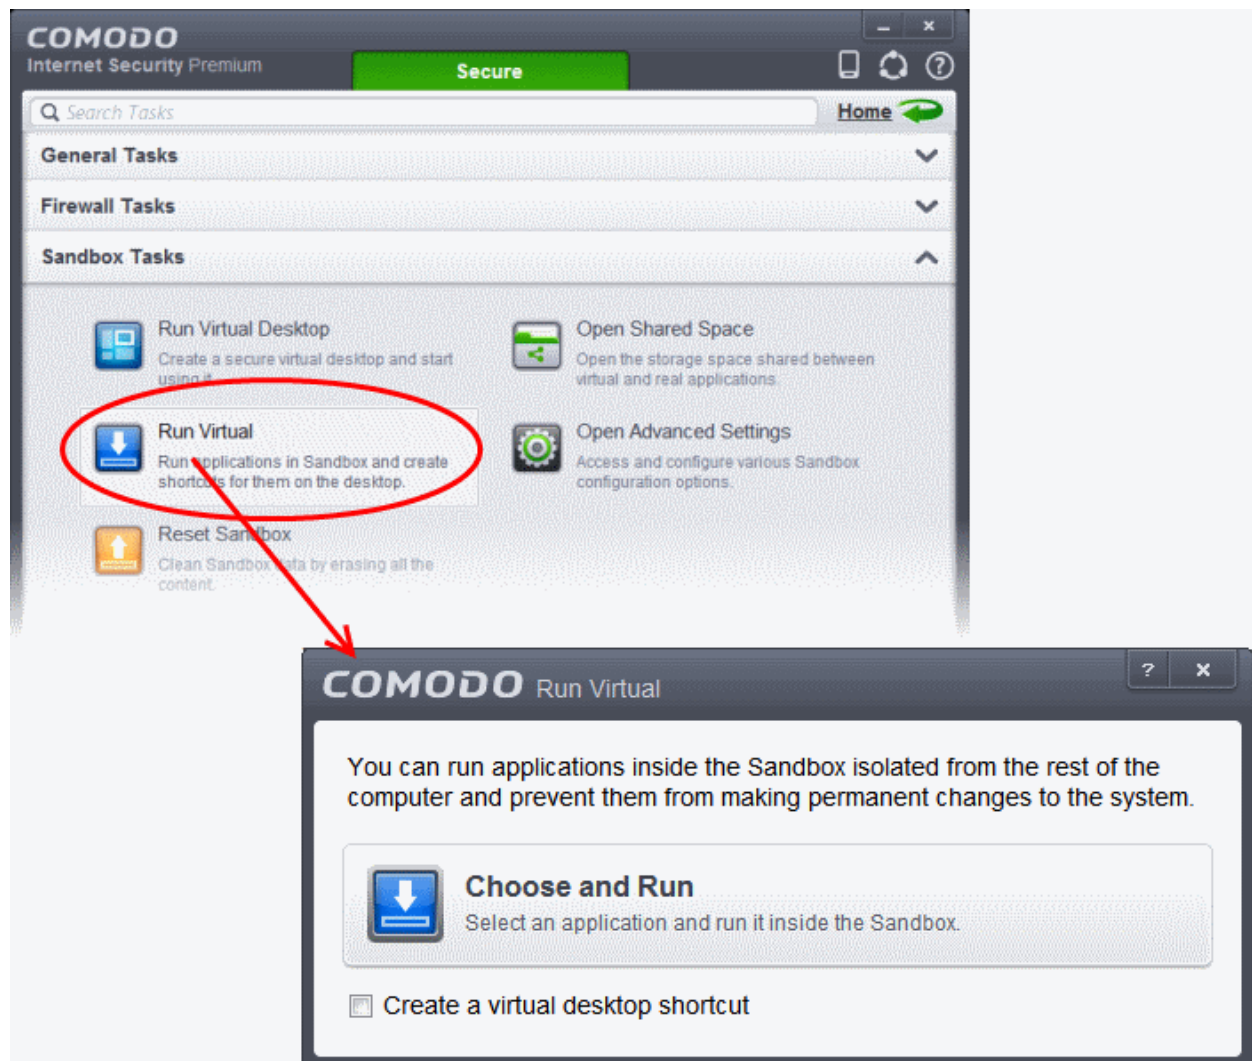 COMODO
Internet Security Premium
Secure
Search Tasks
Home
General Tasks
Firewall Tasks
Sandbox Tasks
Run Virtual Desktop
Create a secure virtual desktop and start
using it.
Open Shared Space
Open the storage space shared between
virtual and real applications.
Run Virtual
Run applications in Sandbox and create
shortcuts for them on the desktop.
Open Advanced Settings
Access and configure various Sandbox
configuration options.
Reset Sandbox
Clean Sandbox data by erasing all the
content.
COMODO Run Virtual
You can run applications inside the Sandbox isolated from the rest of the
computer and prevent them from making permanent changes to the system.
Choose and Run
Select an application and run it inside the Sandbox.
Create a virtual desktop shortcut